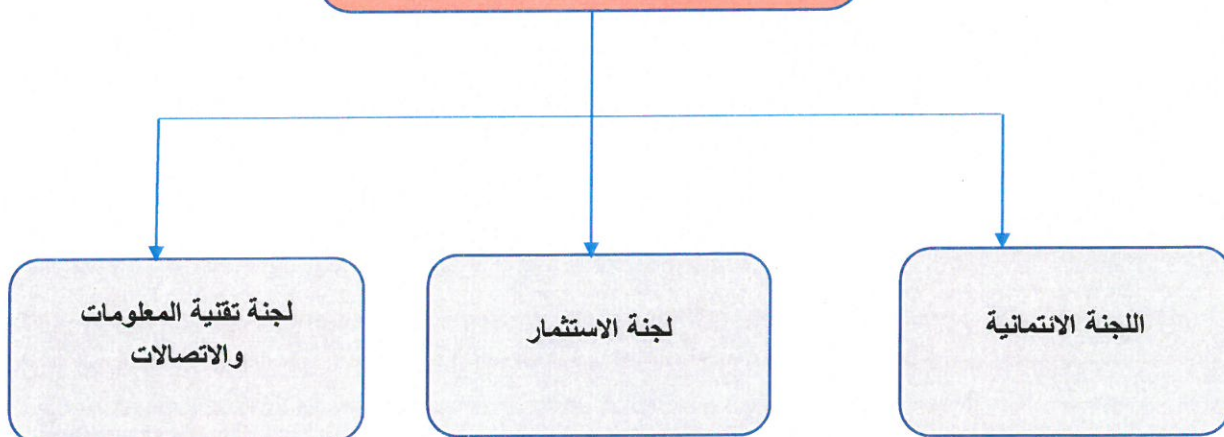 اللجنة الائتمانية
لجنة الاستثمار
لجنة تقنية المعلومات
والاتصالات